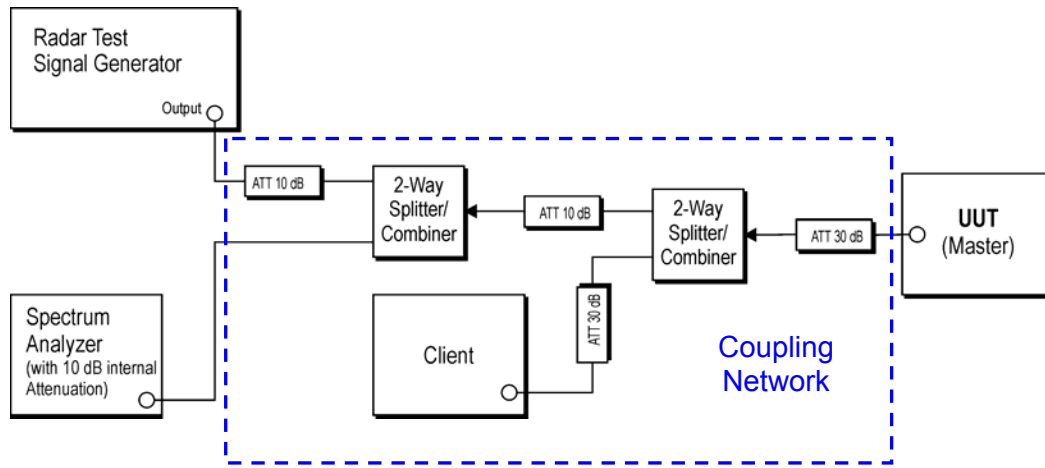 Radar Test
Signal Generator
Output
ATT 10 dB
2-Way
Splitter/
Combiner
ATT 10 dB
2-Way
Splitter/
Combiner
ATT 30 dB
UUT
(Master)
Spectrum
Analyzer
(with 10 dB internal
Attenuation)
Client
ATT 30 dB
Coupling
Network